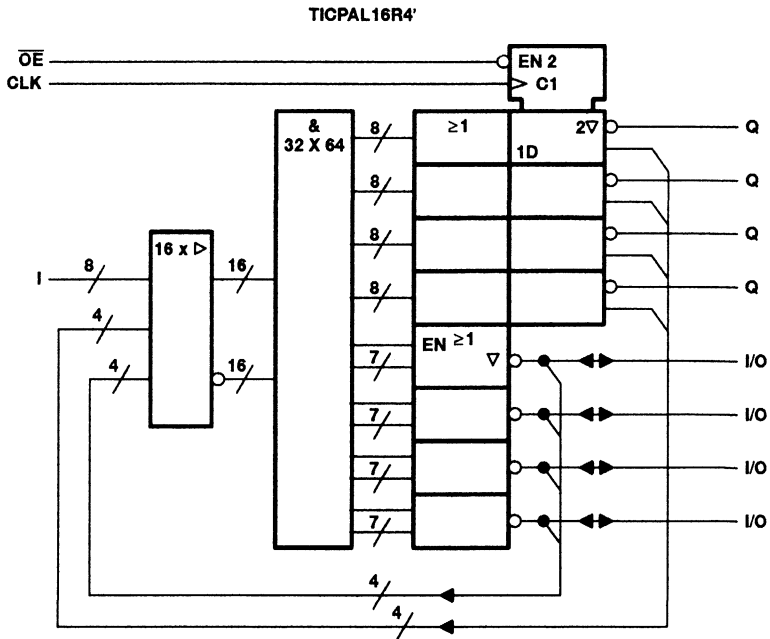 TICPAL16R4'
OE
EN 2
CLK
C1
&
32 X 64
8
≥1
2▽
Q
1D
8
Q
8
Q
16 x ▷
I
8
16
8
Q
4
EN ≥1
▽
7
I/O
4
16
7
I/O
7
I/O
7
I/O
4
4